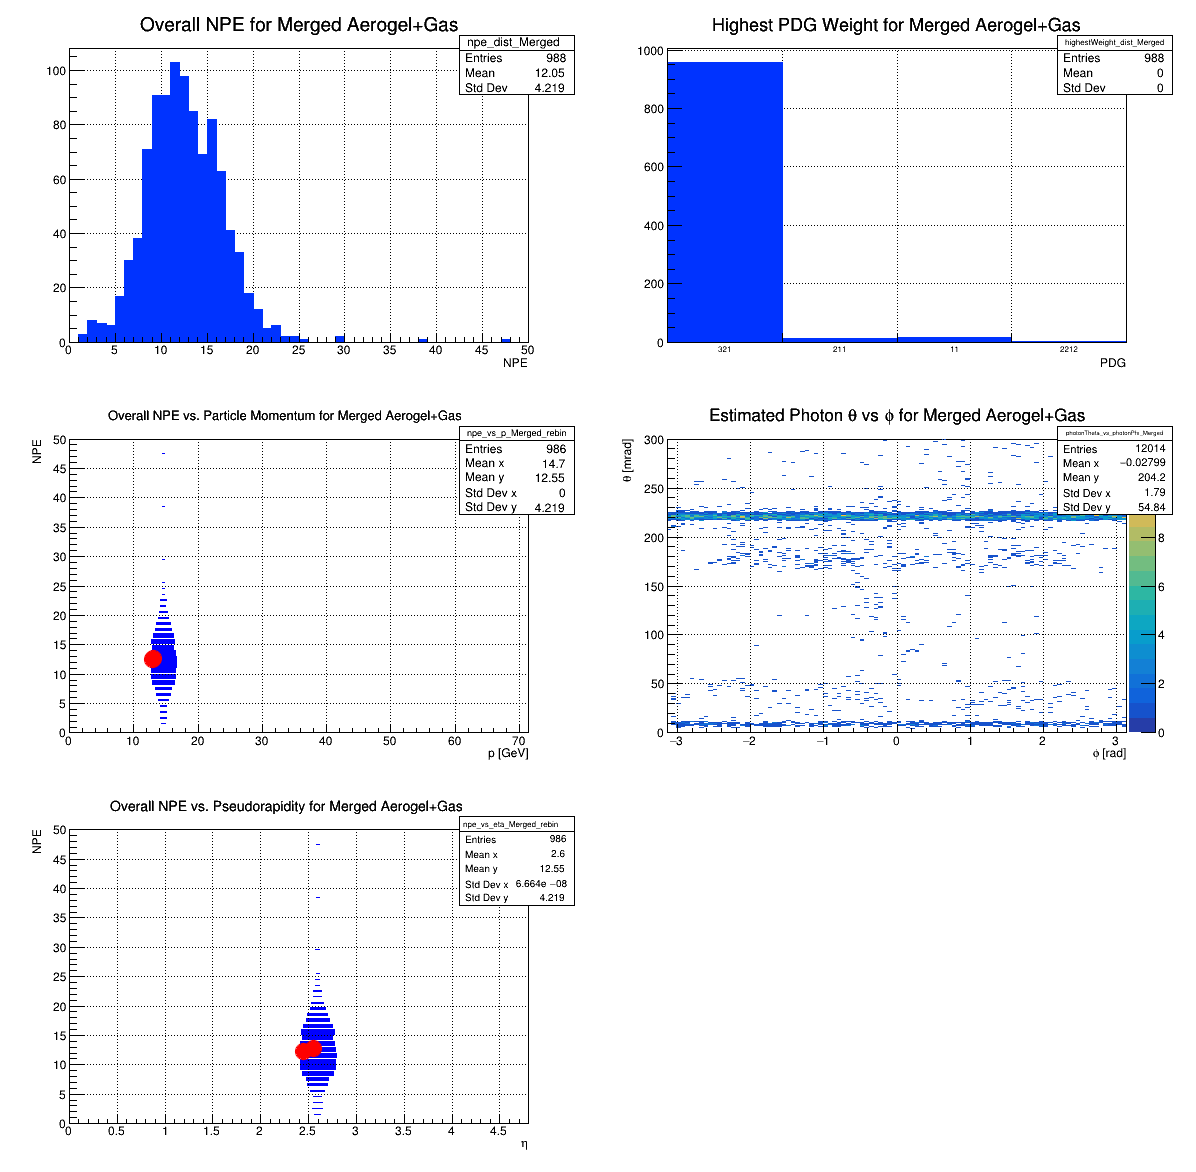 Overall NPE for Merged Aerogel+Gas
npe_dist_Merged
Entries 988
Mean 12.05
Std Dev 4.219
100
80
60
40
20
0
0 5 10 15 20 25 30 35 40 45 50
NPE
Highest PDG Weight for Merged Aerogel+Gas
highestWeight_dist_Merged
Entries 988
Mean 0
Std Dev 0
1000
800
600
400
200
0
321 211 11 2212
PDG
Overall NPE vs. Particle Momentum for Merged Aerogel+Gas
npe_vs_p_Merged_rebin
Entries 986
Mean x 14.7
Mean y 12.55
Std Dev x 0
Std Dev y 4.219
NPE
50
45
40
35
30
25
20
15
10
5
0
0 10 20 30 40 50 60 70
p [GeV]
Estimated Photon θ vs ϕ for Merged Aerogel+Gas
photonTheta_vs_photonPhi_Merged
Entries 12014
Mean x −0.02799
Mean y 204.2
Std Dev x 1.79
Std Dev y 54.84
θ [mrad]
300
250
200
150
100
50
0
−3 −2 −1 0 1 2 3
ϕ [rad]
8
6
4
2
0
Overall NPE vs. Pseudorapidity for Merged Aerogel+Gas
npe_vs_eta_Merged_rebin
Entries 986
Mean x 2.6
Mean y 12.55
Std Dev x 6.664e −08
Std Dev y 4.219
NPE
50
45
40
35
30
25
20
15
10
5
0
0 0.5 1 1.5 2 2.5 3 3.5 4 4.5
η